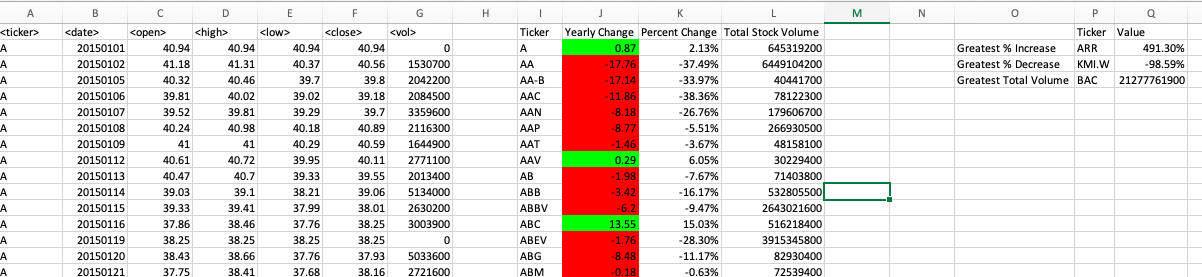 A B C D E F G H I J K L M N O P Q
<ticker> <date> <open> <high> <low> <close> <vol> Ticker Yearly Change Percent Change Total Stock Volume Ticker Value
A 20150101 40.94 40.94 40.94 40.94 0 A 0.87 2.13% 645319200 Greatest % Increase ARR 491.30%
A 20150102 41.18 41.31 40.37 40.56 1530700 AA -17.76 -37.49% 6449104200 Greatest % Decrease KMI.W -98.59%
A 20150105 40.32 40.46 39.7 39.8 2042200 AA-B -17.14 -33.97% 40441700 Greatest Total Volume BAC 21277761900
A 20150106 39.81 40.02 39.02 39.18 2084500 AAC -11.86 -38.36% 78122300
A 20150107 39.52 39.81 39.29 39.7 3359600 AAN -8.18 -26.76% 179606700
A 20150108 40.24 40.98 40.18 40.89 2116300 AAP -8.77 -5.51% 266930500
A 20150109 41 41 40.29 40.59 1644900 AAT -1.46 -3.67% 48158100
A 20150112 40.61 40.72 39.95 40.11 2771100 AAV 0.29 6.05% 30229400
A 20150113 40.47 40.7 39.33 39.55 2013400 AB -1.98 -7.67% 71403800
A 20150114 39.03 39.1 38.21 39.06 5134000 ABB -3.42 -16.17% 532805500
A 20150115 39.33 39.41 37.99 38.01 2630200 ABBV -6.2 -9.47% 2643021600
A 20150116 37.86 38.46 37.76 38.25 3003900 ABC 13.55 15.03% 516218400
A 20150119 38.25 38.25 38.25 38.25 0 ABEV -1.76 -28.30% 3915345800
A 20150120 38.43 38.66 37.76 37.93 5033600 ABG -8.48 -11.17% 82930400
A 20150121 37.75 38.41 37.68 38.16 2721600 ABM -0.18 -0.63% 72539400